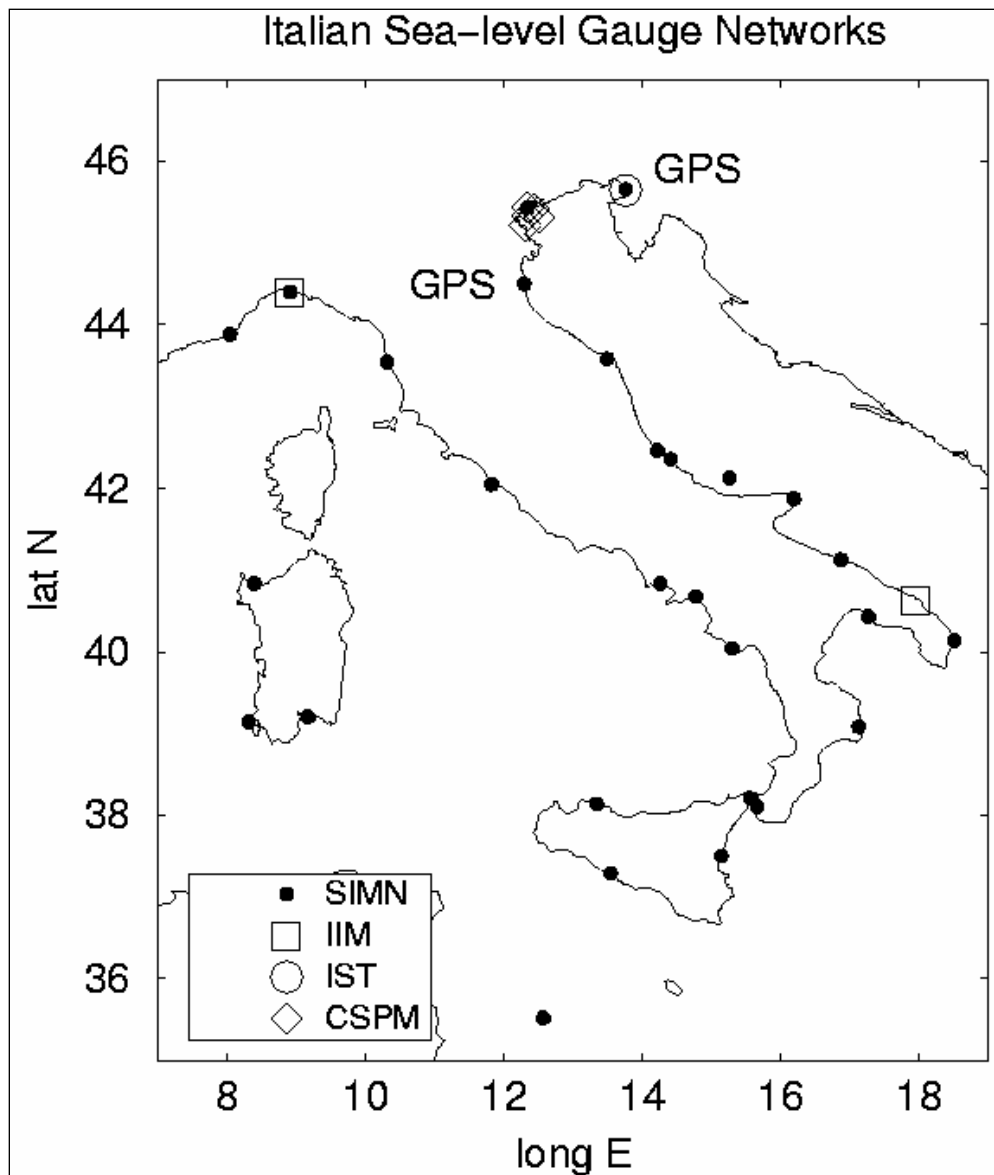 Italian Sea-level Gauge Networks
46
GPS
GPS
44
42
lat N
40
38
SIMN
IIM
36
IST
CSPM
8 10 12 14 16 18
long E